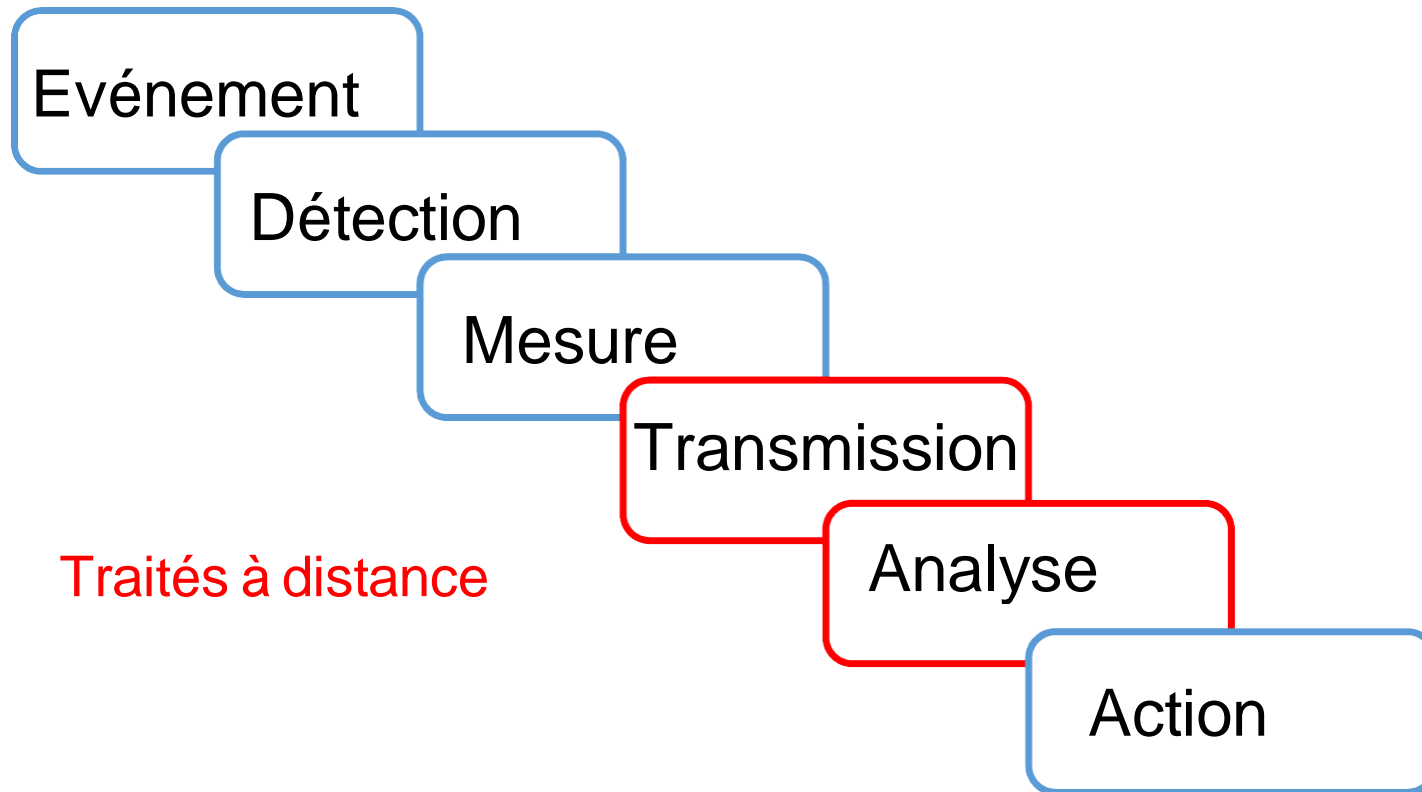 Evénement
Détection
Mesure
Transmission
Traités à distance
Analyse
Action